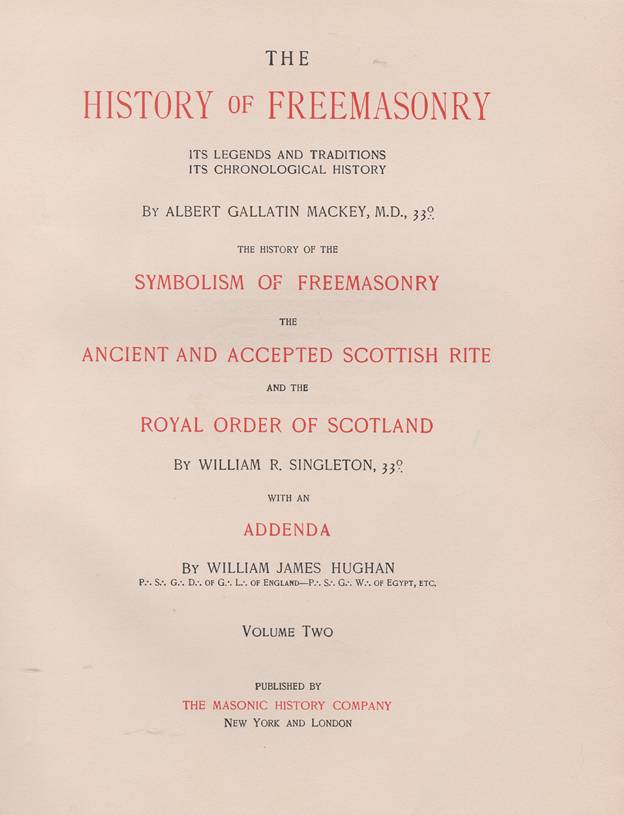 THE
HISTORY OF FREEMASONRY
ITS LEGENDS AND TRADITIONS
ITS CHRONOLOGICAL HISTORY
BY ALBERT GALLATIN MACKEY, M.D., 33º∴
THE HISTORY OF THE
SYMBOLISM OF FREEMASONRY
THE
ANCIENT AND ACCEPTED SCOTTISH RITE
AND THE
ROYAL ORDER OF SCOTLAND
BY WILLIAM R. SINGLETON, 33º∴
WITH AN
ADDENDA
BY WILLIAM JAMES HUGHAN
P∴ S∴ G∴ D∴ OF G∴ L∴ OF ENGLAND—P∴ S∴ G∴ W∴ OF EGYPT, ETC.
VOLUME TWO
PUBLISHED BY
THE MASONIC HISTORY COMPANY
NEW YORK AND LONDON